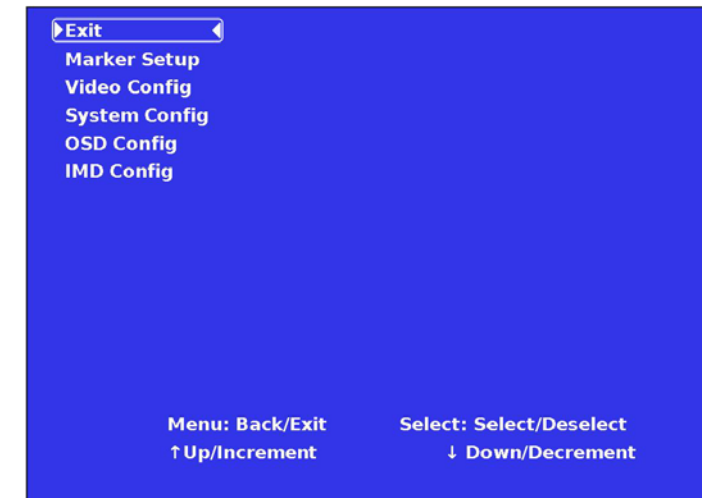 Exit
Marker Setup
Video Config
System Config
OSD Config
IMD Config
Menu: Back/Exit Select: Select/Deselect
↑Up/Increment ↓ Down/Decrement